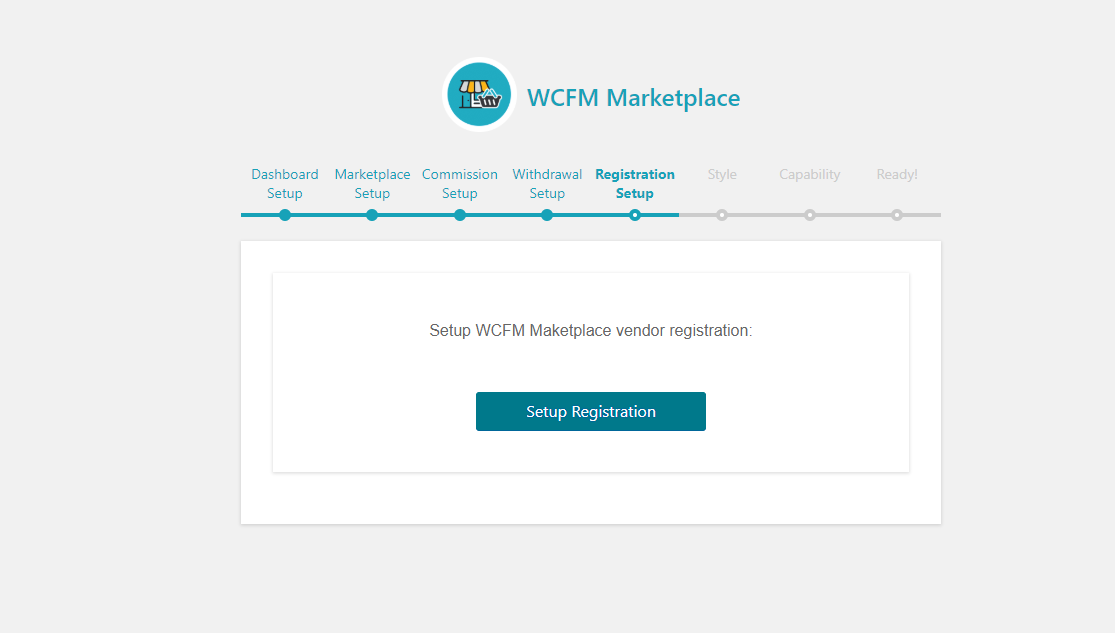 WCFM Marketplace
Dashboard Setup
Marketplace Setup
Commission Setup
Withdrawal Setup
Registration Setup
Style
Capability
Ready!
Setup WCFM Maketplace vendor registration:
Setup Registration